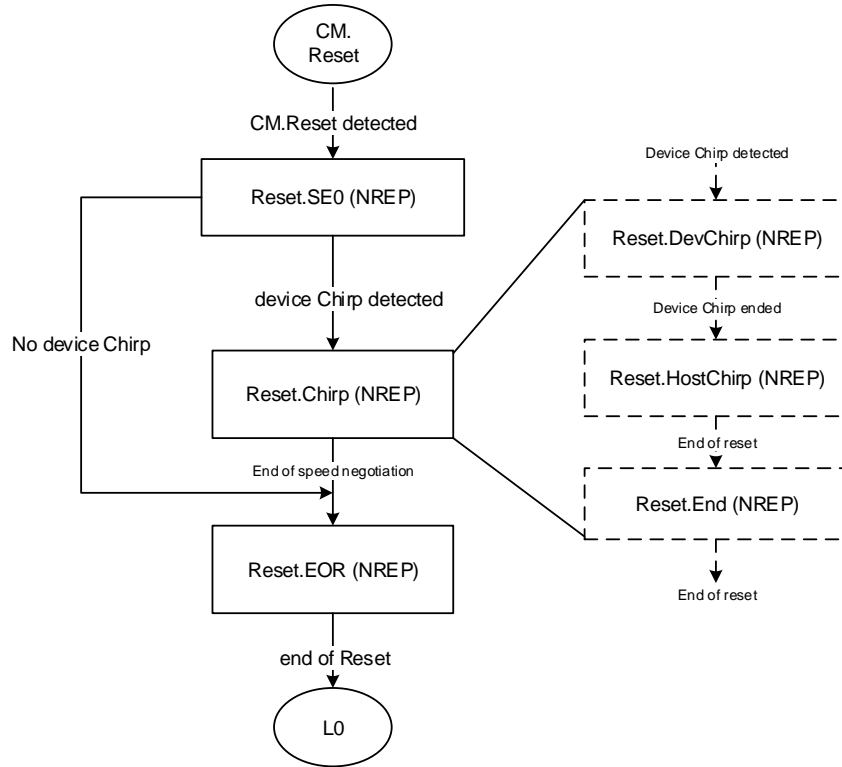 CM.
Reset
CM.Reset detected
Reset.SE0 (NREP)
device Chirp detected
No device Chirp
Reset.Chirp (NREP)
End of speed negotiation
Reset.EOR (NREP)
end of Reset
L0
Device Chirp detected
Reset.DevChirp (NREP)
Device Chirp ended
Reset.HostChirp (NREP)
End of reset
Reset.End (NREP)
End of reset